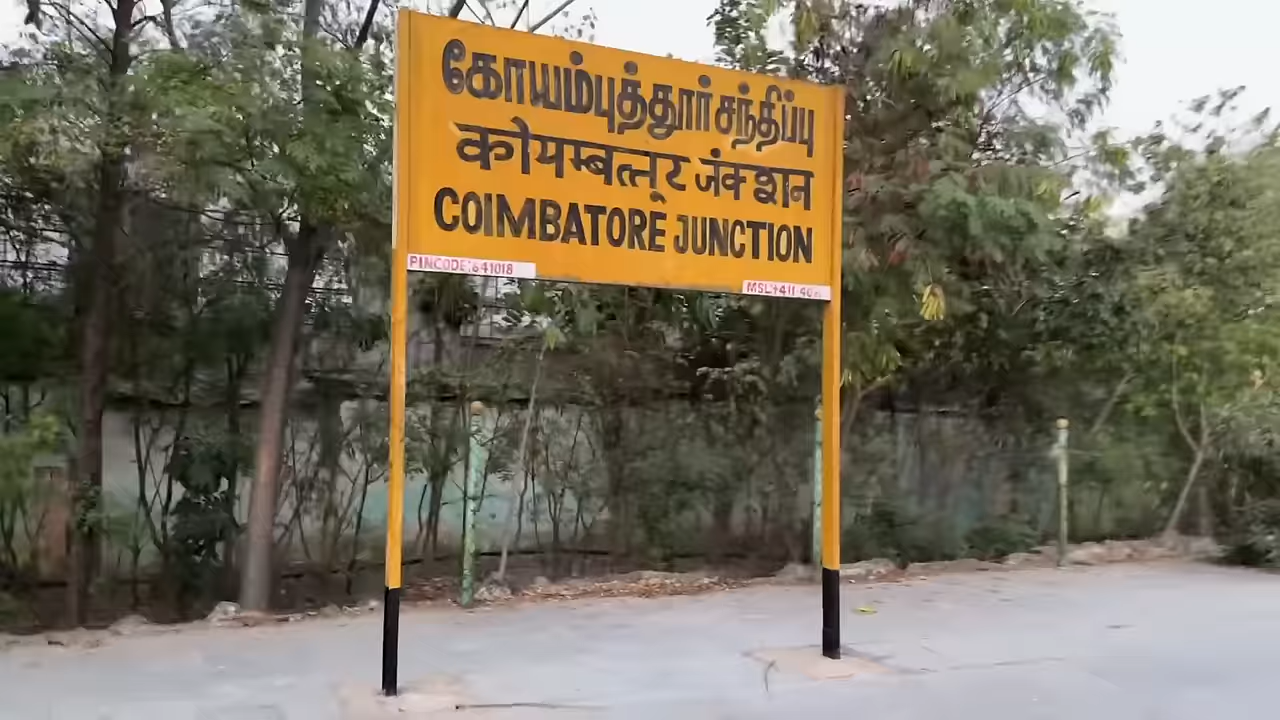 கோயம்புத்தூர் சந்திப்பு
कोयम्बत्तूर जंक्शन
COIMBATORE JUNCTION
PINCODE:641018